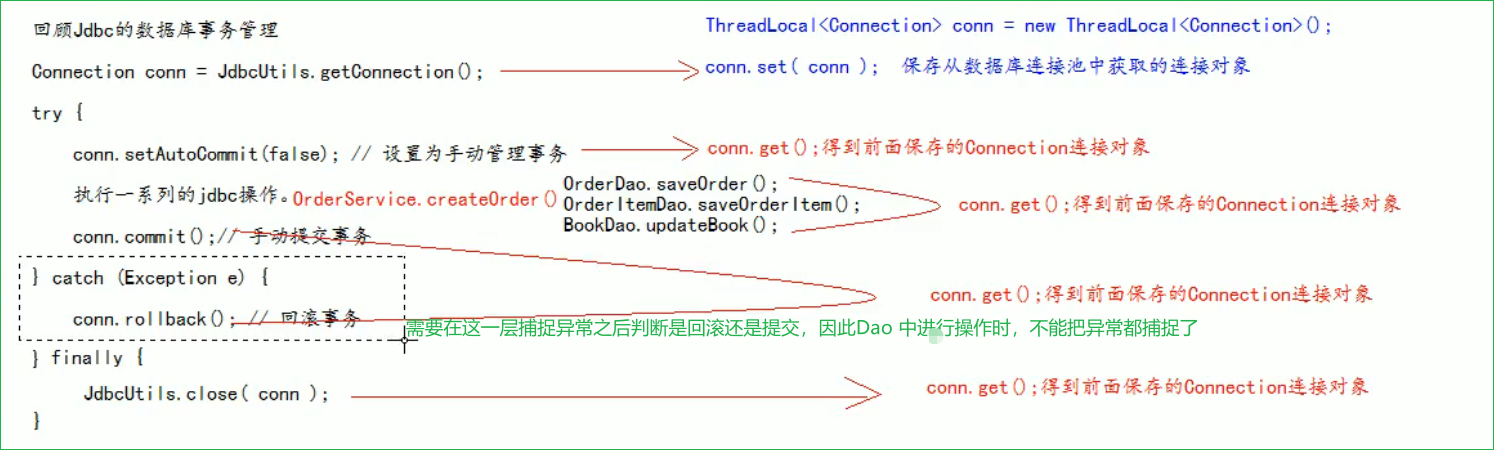 回顾Jdbc的数据库事务管理
ThreadLocal<Connection> conn = new ThreadLocal<Connection>();
Connection conn = JdbcUtils.getConnection();
conn.set( conn ); 保存从数据库连接池中获取的连接对象
try {
conn.setAutoCommit(false); // 设置为手动管理事务
conn.get();得到前面保存的Connection连接对象
执行一系列的jdbc操作。OrderService.createOrder()
OrderDao.saveOrder();
OrderItemDao.saveOrderItem();
BookDao.updateBook();
conn.get();得到前面保存的Connection连接对象
conn.commit();// 手动提交事务
} catch (Exception e) {
conn.get();得到前面保存的Connection连接对象
conn.rollback(); // 回滚事务
需要在这一层捕捉异常之后判断是回滚还是提交，因此Dao 中进行操作时，不能把异常都捕捉了
} finally {
JdbcUtils.close( conn );
conn.get();得到前面保存的Connection连接对象
}